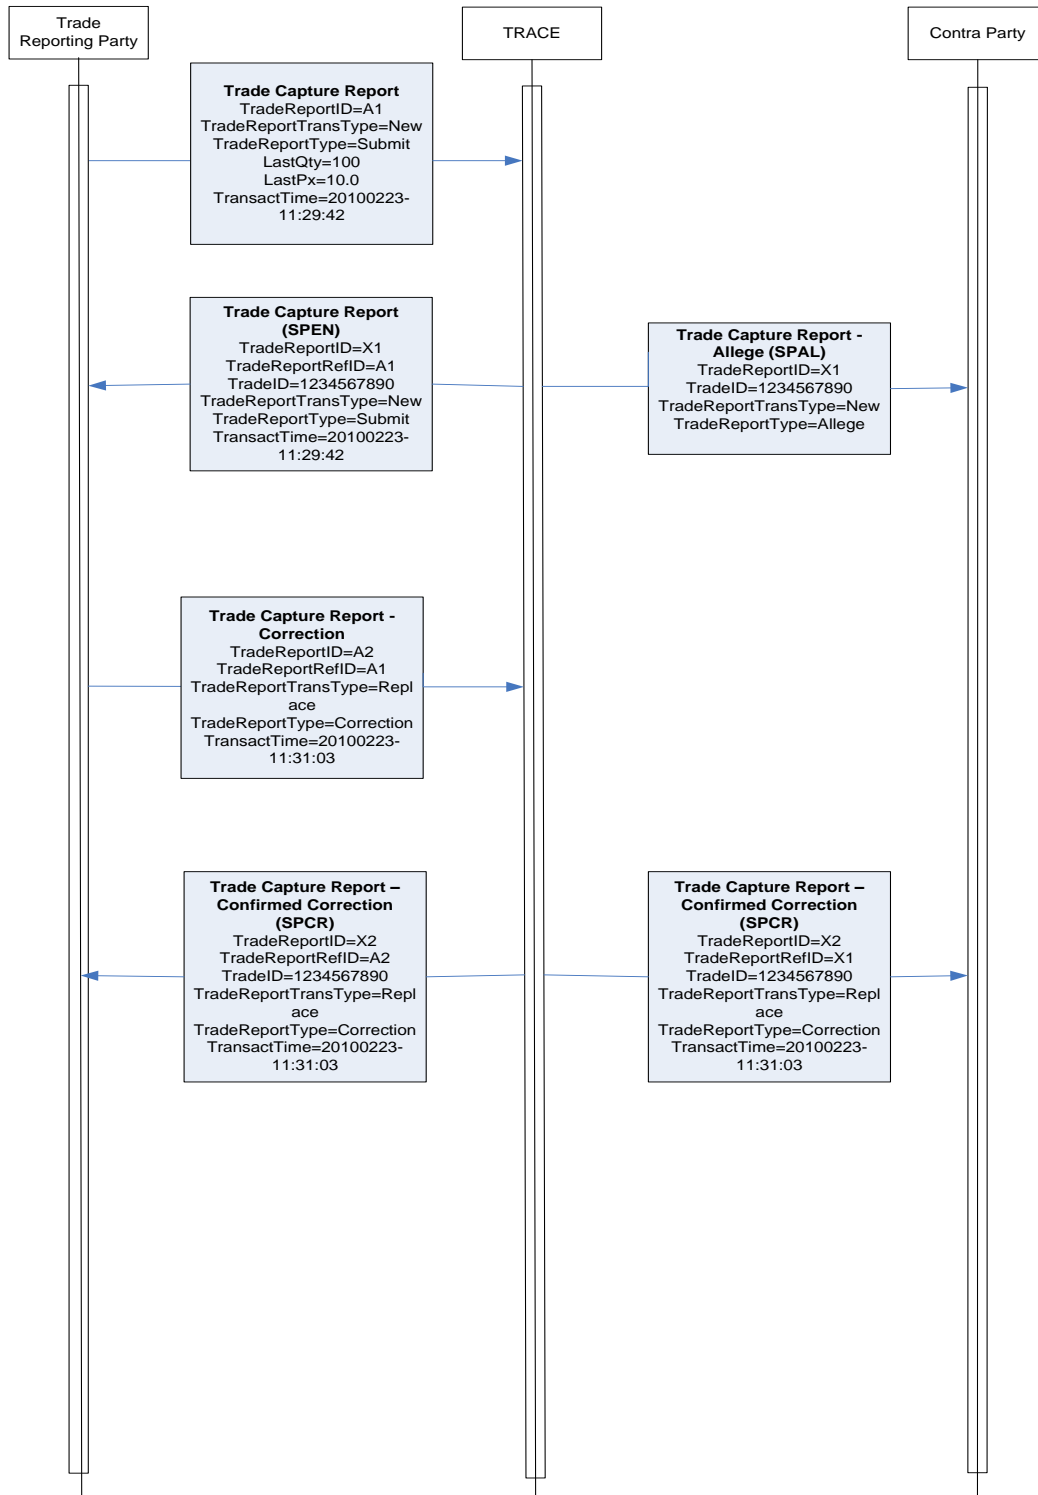 Trade
Reporting Party
TRACE
Contra Party
Trade Capture Report
TradeReportID=A1
TradeReportTransType=New
TradeReportType=Submit
LastQty=100
LastPx=10.0
TransactTime=20100223-
11:29:42
Trade Capture Report
(SPEN)
TradeReportID=X1
TradeReportRefID=A1
TradeID=1234567890
TradeReportTransType=New
TradeReportType=Submit
TransactTime=20100223-
11:29:42
Trade Capture Report -
Allege (SPAL)
TradeReportID=X1
TradeID=1234567890
TradeReportTransType=New
TradeReportType=Allege
Trade Capture Report -
Correction
TradeReportID=A2
TradeReportRefID=A1
TradeReportTransType=Repl
ace
TradeReportType=Correction
TransactTime=20100223-
11:31:03
Trade Capture Report –
Confirmed Correction
(SPCR)
TradeReportID=X2
TradeReportRefID=A2
TradeID=1234567890
TradeReportTransType=Repl
ace
TradeReportType=Correction
TransactTime=20100223-
11:31:03
Trade Capture Report –
Confirmed Correction
(SPCR)
TradeReportID=X2
TradeReportRefID=X1
TradeID=1234567890
TradeReportTransType=Repl
ace
TradeReportType=Correction
TransactTime=20100223-
11:31:03